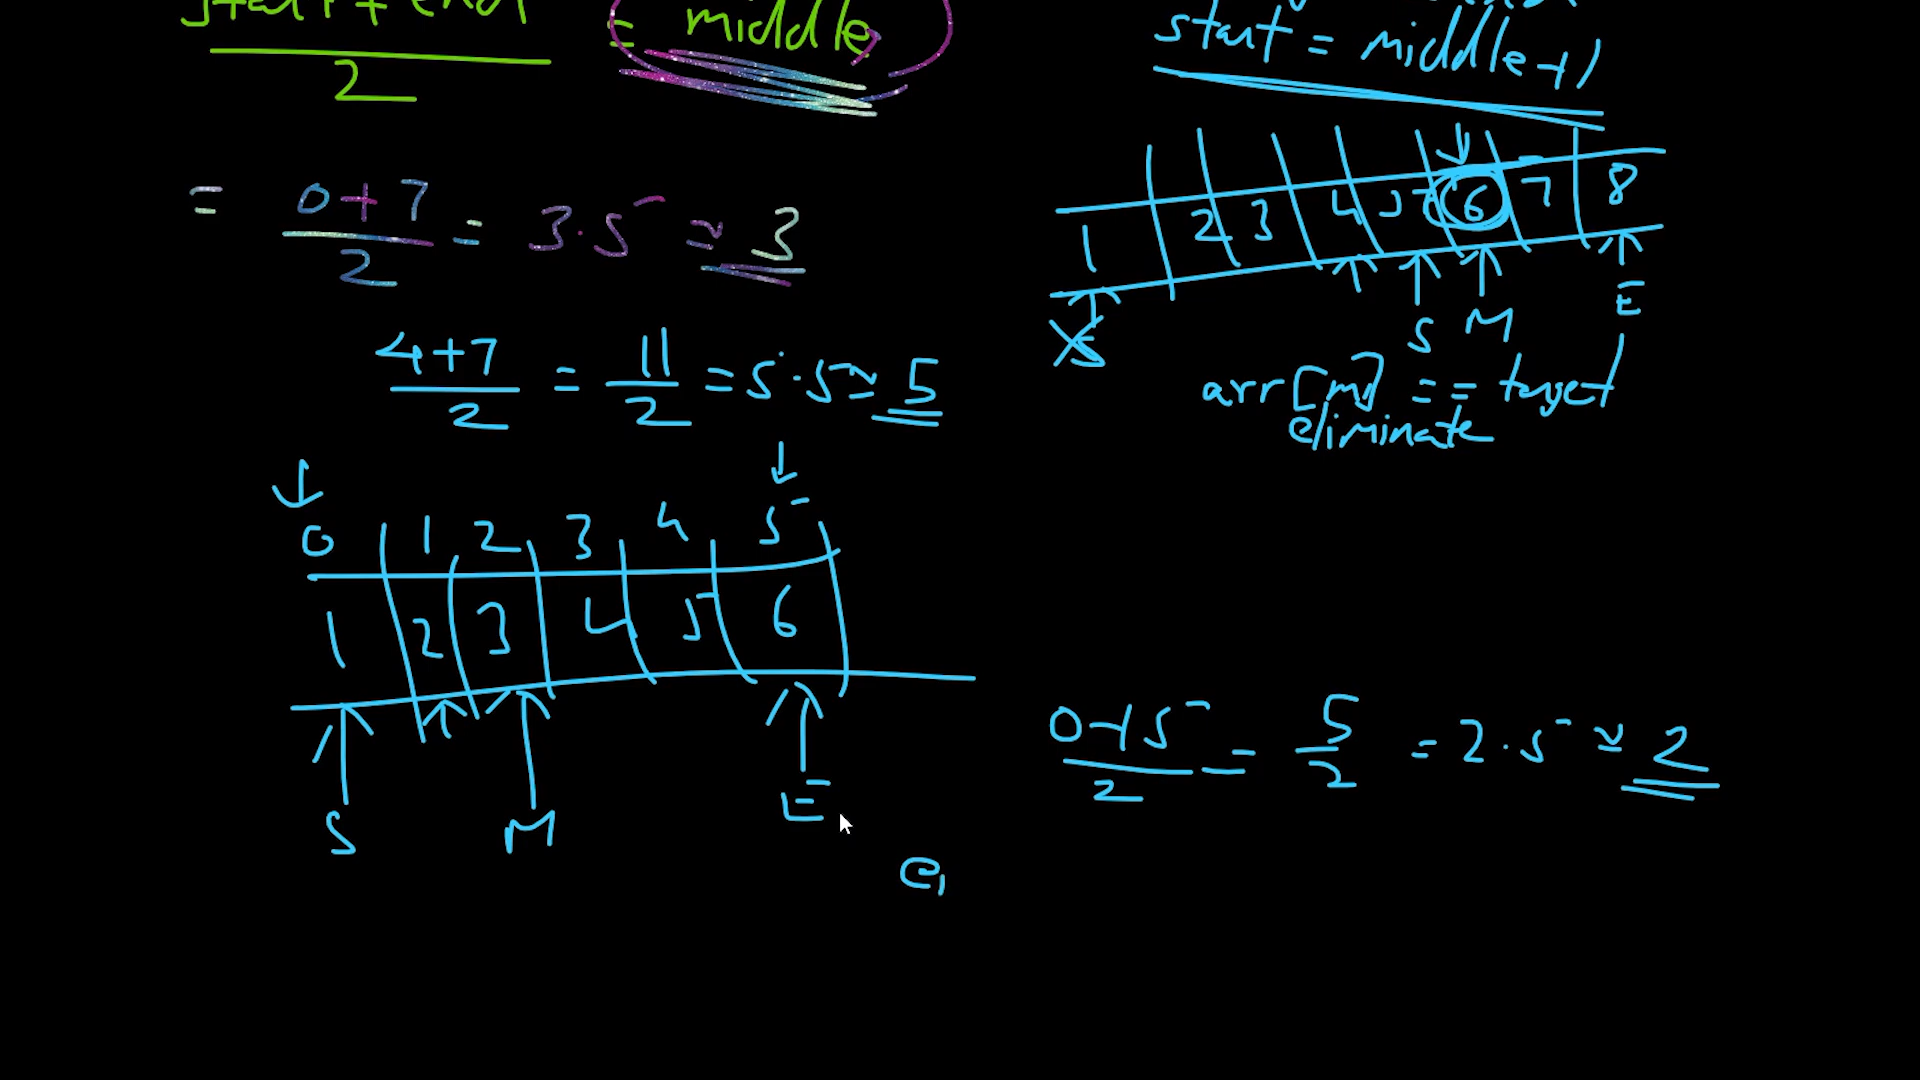 start + end
2
= middle
= 0+7 / 2 = 3.5 ≈ 3
4+7 / 2 = 11 / 2 = 5.5 ≈ 5
start = middle+1
1 2 3 4 5 6 7 8
S M E
arr[m] == target
eliminate
0 1 2 3 4 5
1 2 3 4 5 6
S M E
0+5 / 2 = 5 / 2 = 2.5 ≈ 2